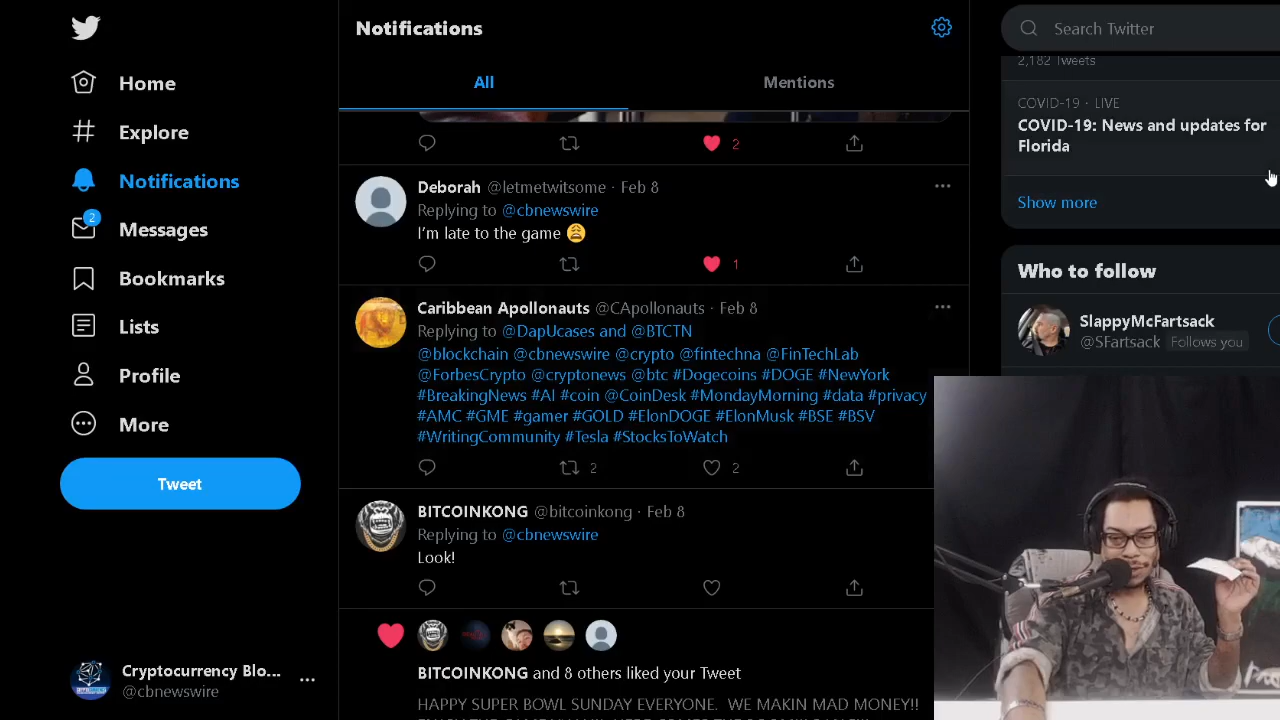 Home
Explore
Notifications
2
Messages
Bookmarks
Lists
Profile
More
Tweet
Cryptocurrency Blo...
@cbnewswire
Notifications
All
Mentions
2
Deborah @letmetwitsome · Feb 8
Replying to @cbnewswire
I'm late to the game 😩
1
Caribbean Apollonauts @CApollonauts · Feb 8
Replying to @DapUcases and @BTCTN
@blockchain @cbnewswire @crypto @fintechna @FinTechLab
@ForbesCrypto @cryptonews @btc #Dogecoins #DOGE #NewYork
#BreakingNews #AI #coin @CoinDesk #MondayMorning #data #privacy
#AMC #GME #gamer #GOLD #ElonDOGE #ElonMusk #BSE #BSV
#WritingCommunity #Tesla #StocksToWatch
2 2
BITCOINKONG @bitcoinkong · Feb 8
Replying to @cbnewswire
Look!
BITCOINKONG and 8 others liked your Tweet
HAPPY SUPER BOWL SUNDAY EVERYONE. WE MAKIN MAD MONEY!!
Search Twitter
2,182 Tweets
COVID-19 · LIVE
COVID-19: News and updates for
Florida
Show more
Who to follow
SlappyMcFartsack
@SFartsack Follows you